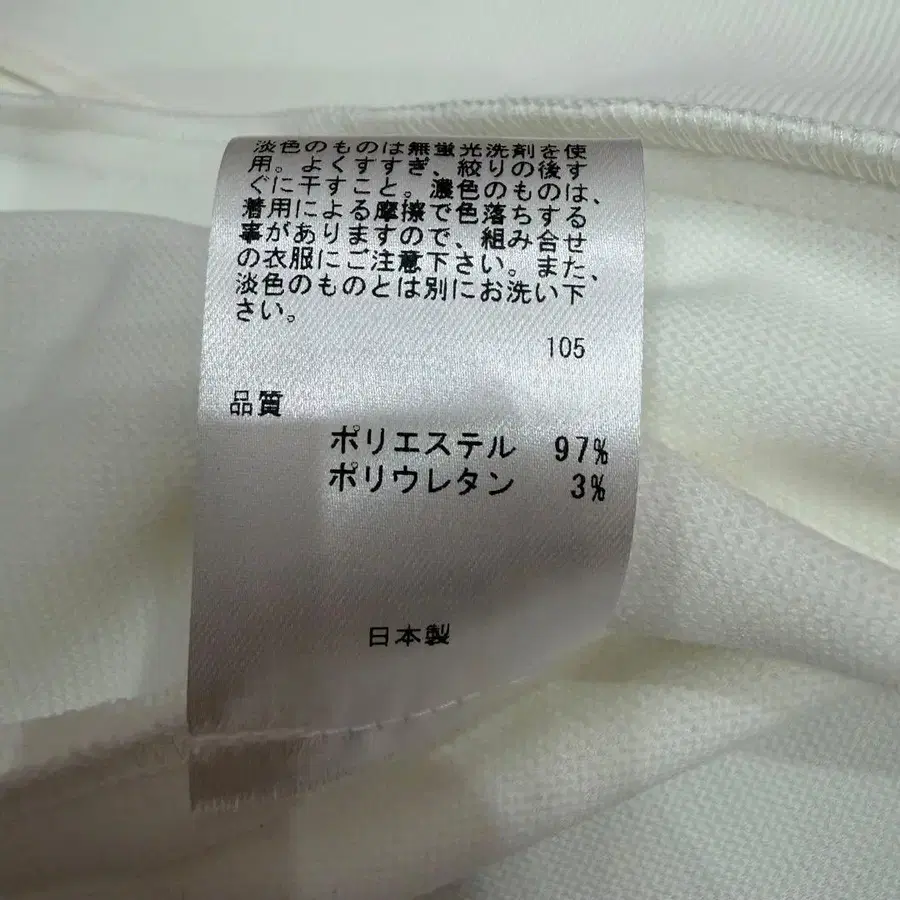 淡色のものは無蛍光洗剤を使
用。よくすすぎ、絞りの後す
ぐに干すこと。濃色のものは、
着用による摩擦で色落ちする
事がありますので、組み合せ
の衣服にご注意下さい。また、
淡色のものとは別にお洗い下
さい。
105
品質
ポリエステル 97%
ポリウレタン 3%
日本製